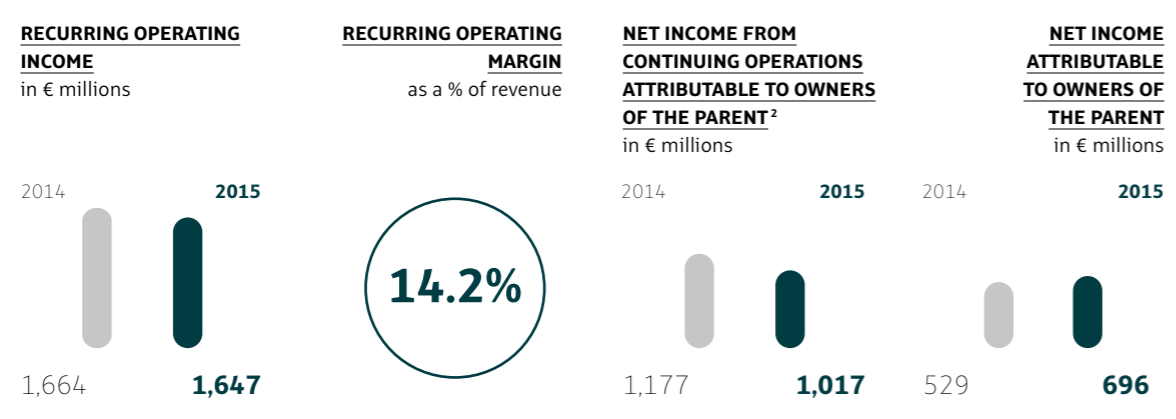 RECURRING OPERATING
INCOME
in € millions
2014 2015
1,664 1,647
RECURRING OPERATING
MARGIN
as a % of revenue
14.2%
NET INCOME FROM
CONTINUING OPERATIONS
ATTRIBUTABLE TO OWNERS
OF THE PARENT²
in € millions
2014 2015
1,177 1,017
NET INCOME
ATTRIBUTABLE
TO OWNERS OF
THE PARENT
in € millions
2014 2015
529 696